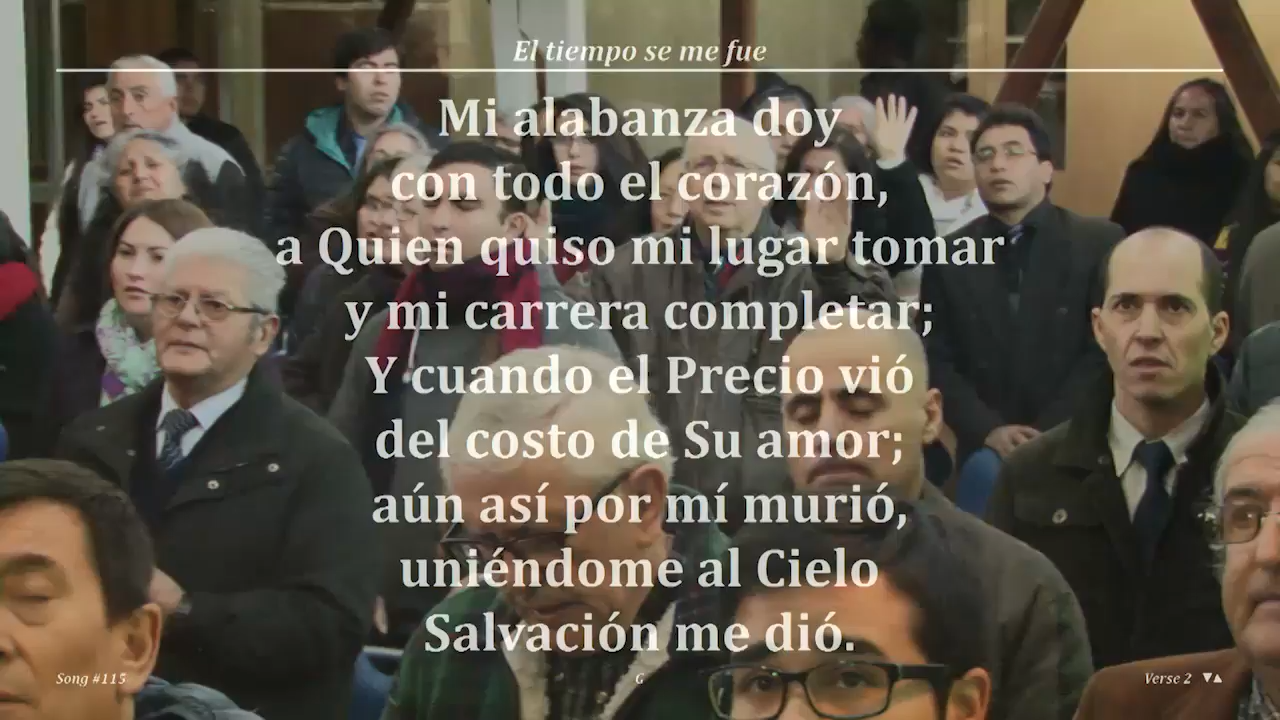 El tiempo se me fue
Mi alabanza doy
con todo el corazón,
a Quien quiso mi lugar tomar
y mi carrera completar;
Y cuando el Precio vió
del costo de Su amor;
aún así por mí murió,
uniéndome al Cielo
Salvación me dió.
Song #115
G
Verse 2 ▼▲